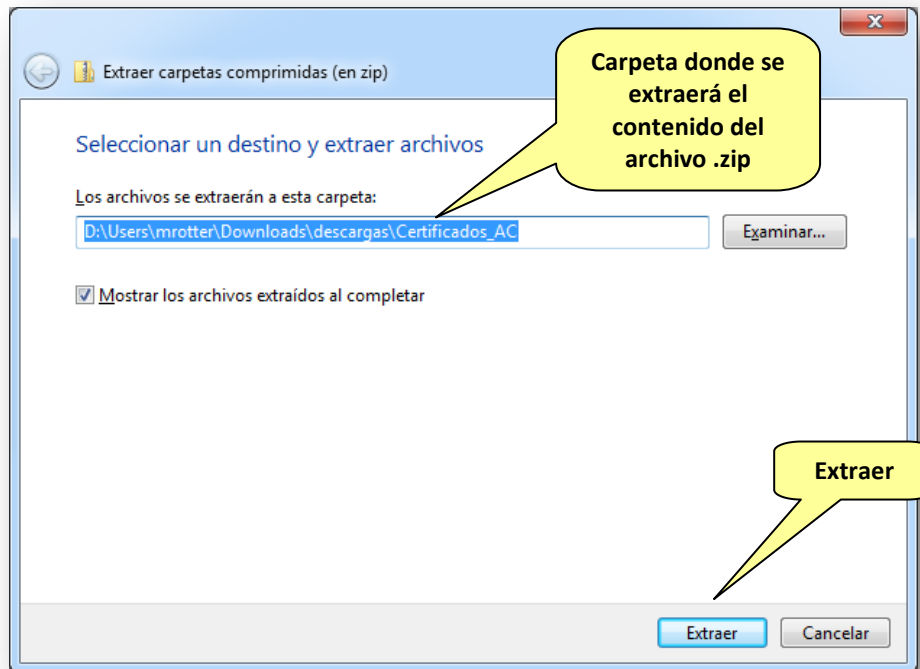 Extraer carpetas comprimidas (en zip)
Carpeta donde se
extraerá el
contenido del
archivo .zip
Seleccionar un destino y extraer archivos
Los archivos se extraerán a esta carpeta:
D:\Users\mrotter\Downloads\descargas\Certificados_AC
Examinar...
Mostrar los archivos extraídos al completar
Extraer
Extraer
Cancelar